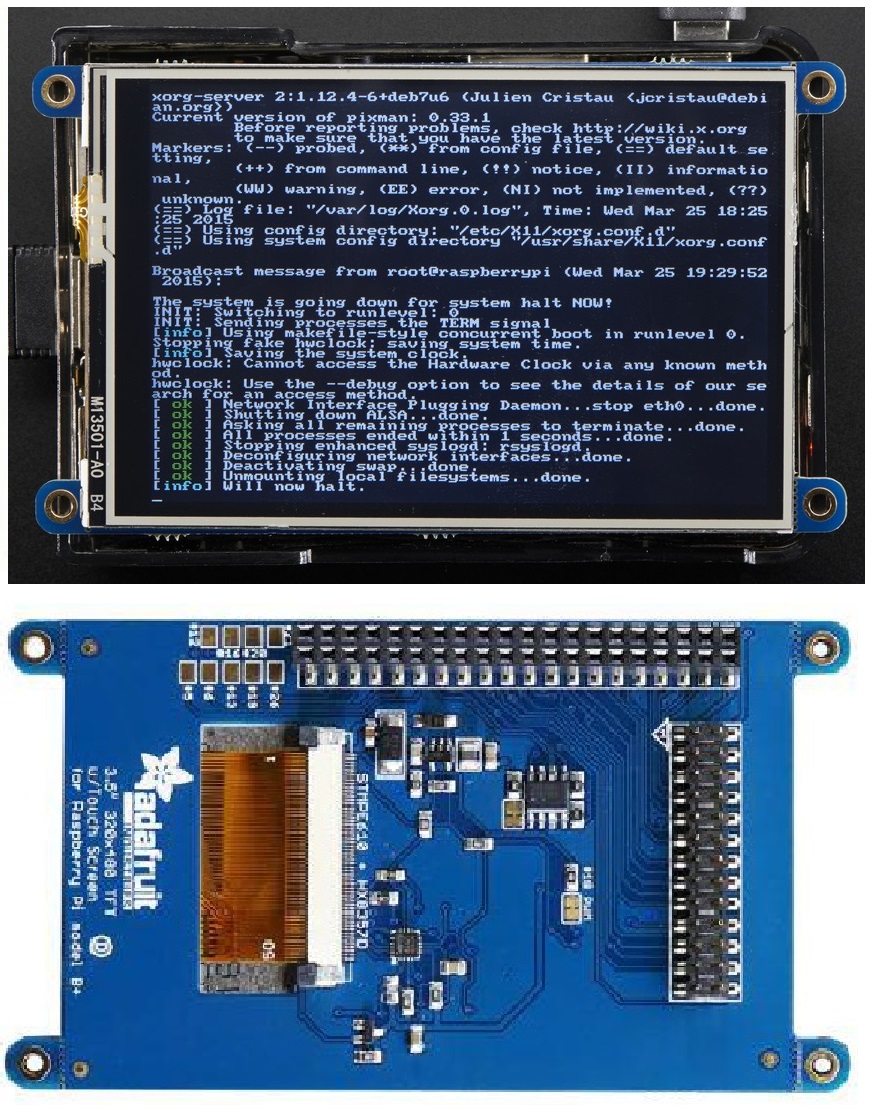 xorg-server 2:1.12.4-6+deb7u6 (Julien Cristau <jcristau@debi
an.org>)
Current version of pixman: 0.33.1
Before reporting problems, check http://wiki.x.org
to make sure that you have the latest version.
Markers: (--) probed, (**) from config file, (==) default se
tting,
(++) from command line, (!!) notice, (II) informatio
nal,
(WW) warning, (EE) error, (NI) not implemented, (??)
unknown.
(==) Log file: "/var/log/Xorg.0.log", Time: Wed Mar 25 18:25
:25 2015
(==) Using config directory: "/etc/X11/xorg.conf.d"
(==) Using system config directory "/usr/share/X11/xorg.conf
.d"
Broadcast message from root@raspberrypi (Wed Mar 25 19:29:52
2015):
The system is going down for system halt NOW!
INIT: Switching to runlevel: 0
INIT: Sending processes the TERM signal
[info] Using makefile-style concurrent boot in runlevel 0.
Stopping fake hwclock: saving system time.
[info] Saving the system clock.
hwclock: Cannot access the Hardware Clock via any known meth
od.
hwclock: Use the --debug option to see the details of our se
arch for an access method.
[ ok ] Network Interface Plugging Daemon...stop eth0...done.
[ ok ] Shutting down ALSA...done.
[ ok ] Asking all remaining processes to terminate...done.
[ ok ] All processes ended within 1 seconds...done.
[ ok ] Stopping enhanced syslogd: rsyslogd.
[ ok ] Deconfiguring network interfaces...done.
[ ok ] Deactivating swap...done.
[ ok ] Unmounting local filesystems...done.
[info] Will now halt.
M13501-A0 B4
adafruit
3.5" 320x480 TFT
w/Touch Screen
for Raspberry Pi model B+
STMPE610 + HX8357D
1
50